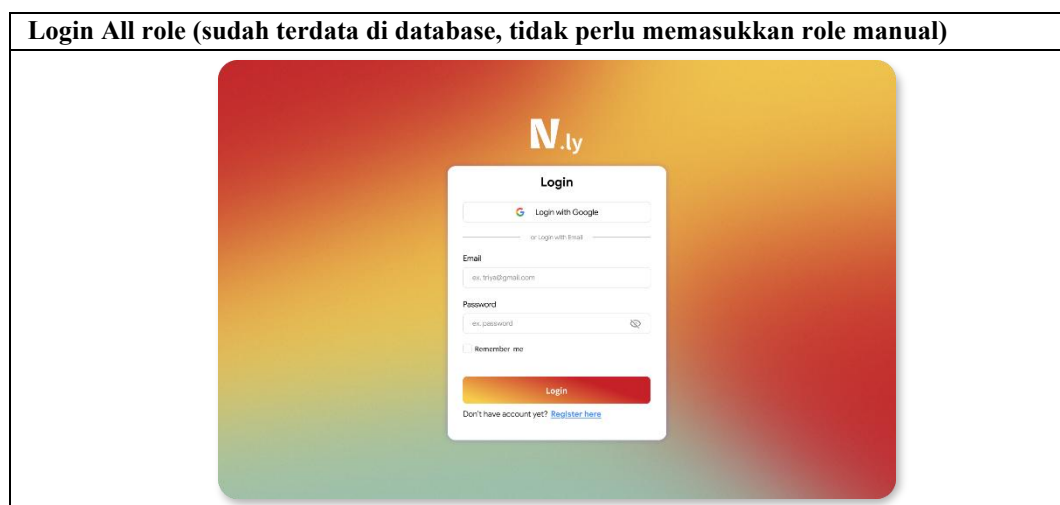 Login All role (sudah terdata di database, tidak perlu memasukkan role manual)
N.ly
Login
Login with Google
or Login with Email
Email
ex. triya@gmail.com
Password
ex. password
Remember me
Login
Don't have account yet? Register here